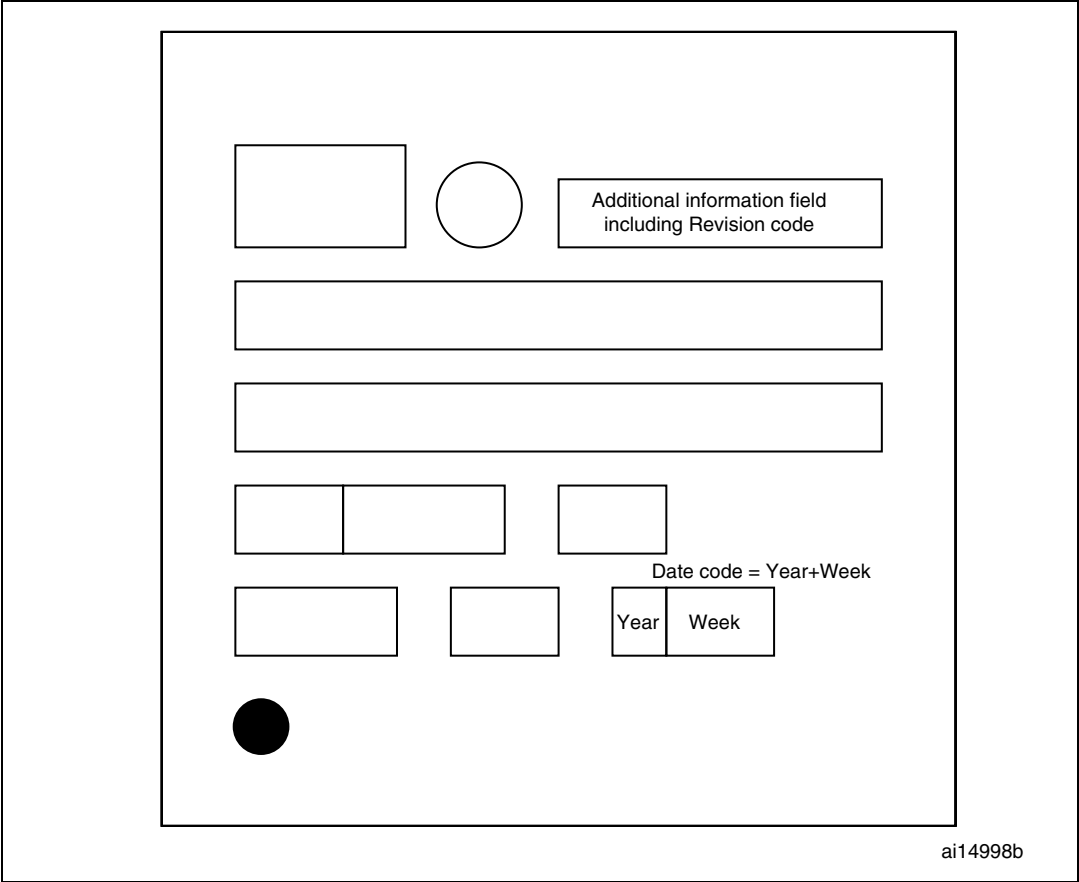 Additional information field
including Revision code
Date code = Year+Week
Year
Week
ai14998b